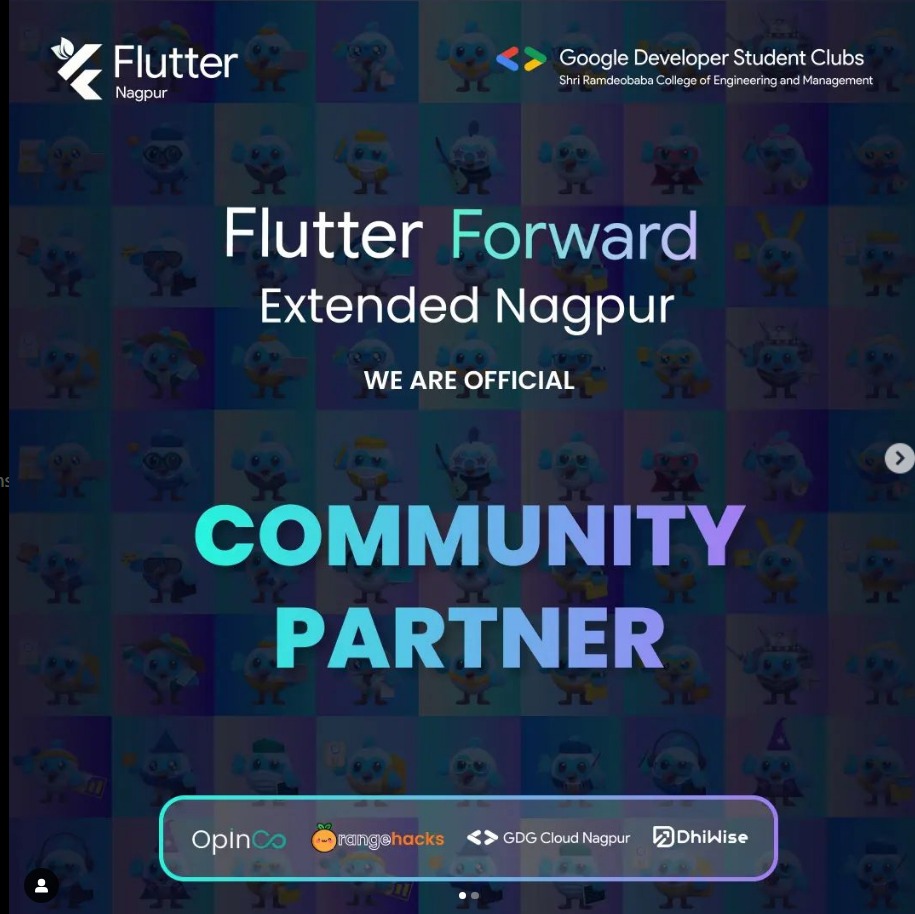 Flutter
Nagpur
Google Developer Student Clubs
Shri Ramdeobaba College of Engineering and Management
Flutter Forward
Extended Nagpur
WE ARE OFFICIAL
COMMUNITY
PARTNER
OpinCo
Orangehacks
GDG Cloud Nagpur
DhiWise